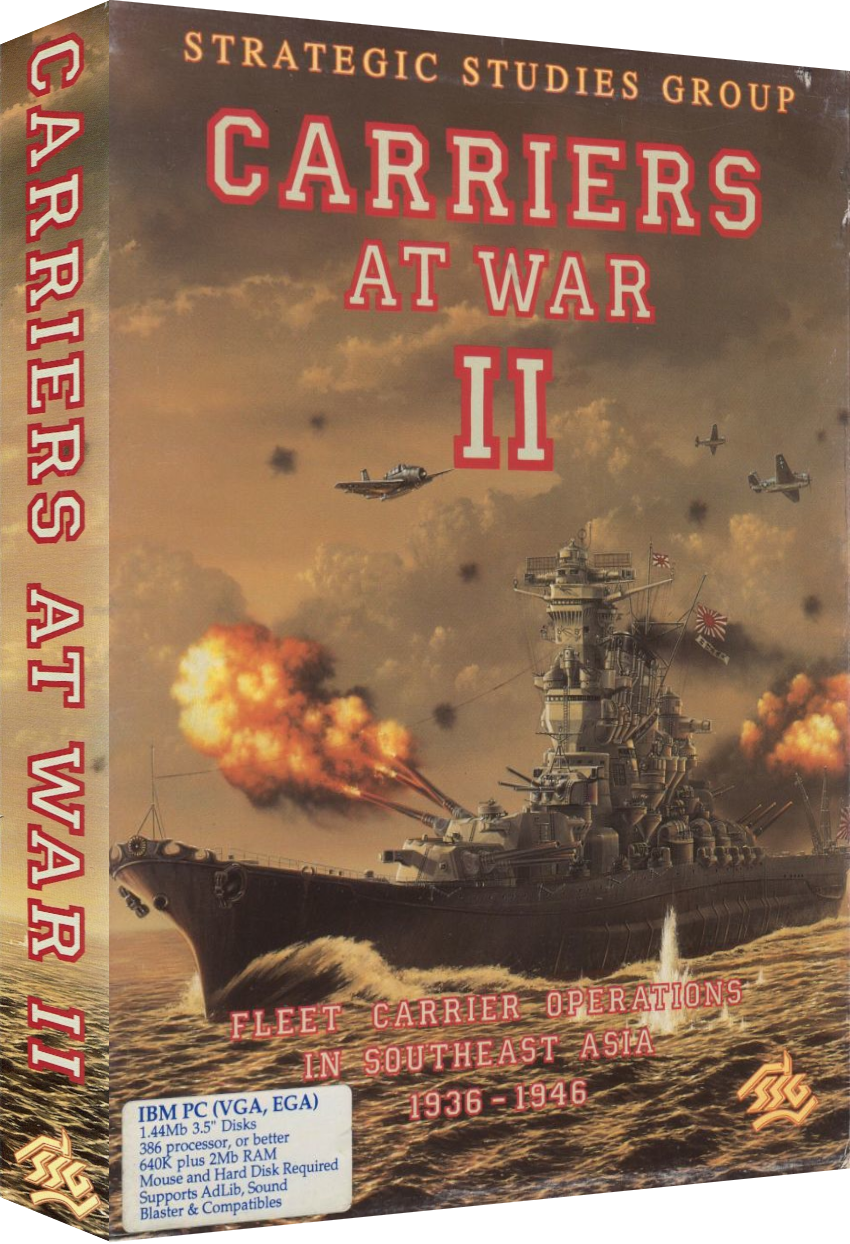 CARRIERS AT WAR II
SSG
STRATEGIC STUDIES GROUP
CARRIERS
AT WAR
II
FLEET CARRIER OPERATIONS
IN SOUTHEAST ASIA
1936 - 1946
IBM PC (VGA, EGA)
1.44Mb 3.5" Disks
386 processor, or better
640K plus 2Mb RAM
Mouse and Hard Disk Required
Supports AdLib, Sound
Blaster & Compatibles
SSG